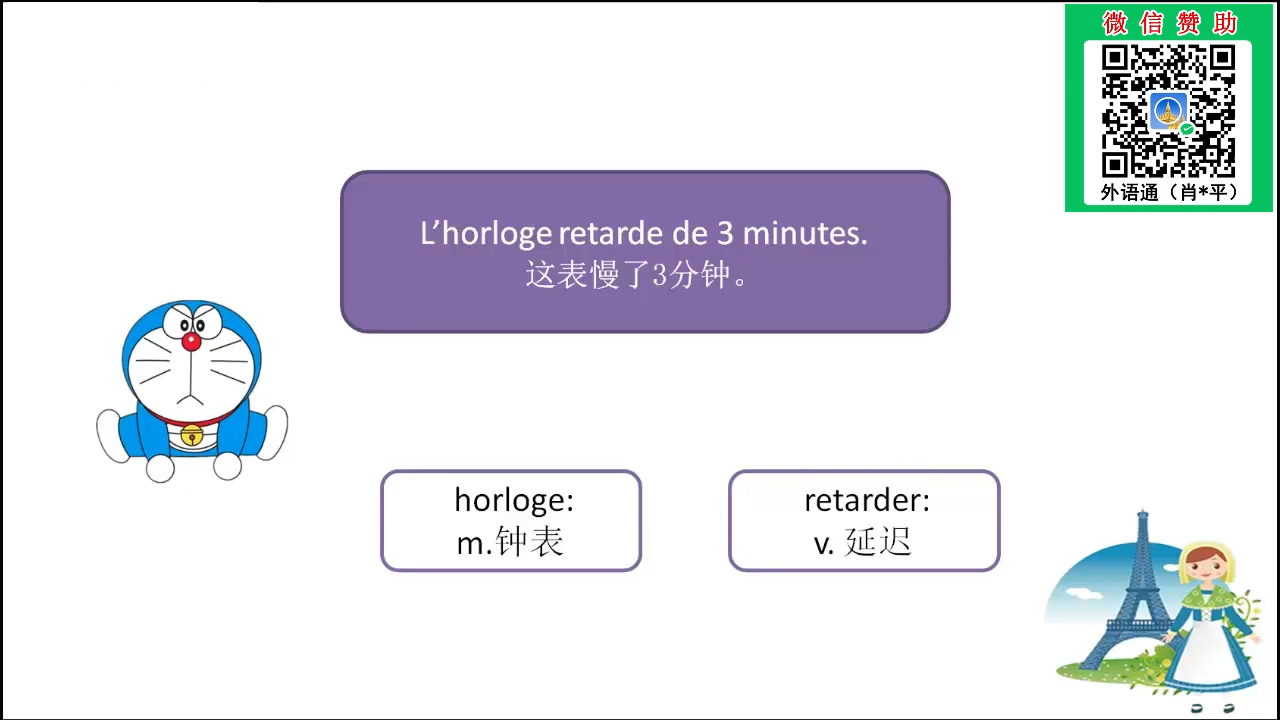 微信赞助
外语通（肖*平）
L’horloge retarde de 3 minutes.
这表慢了3分钟。
horloge:
m.钟表
retarder:
v. 延迟